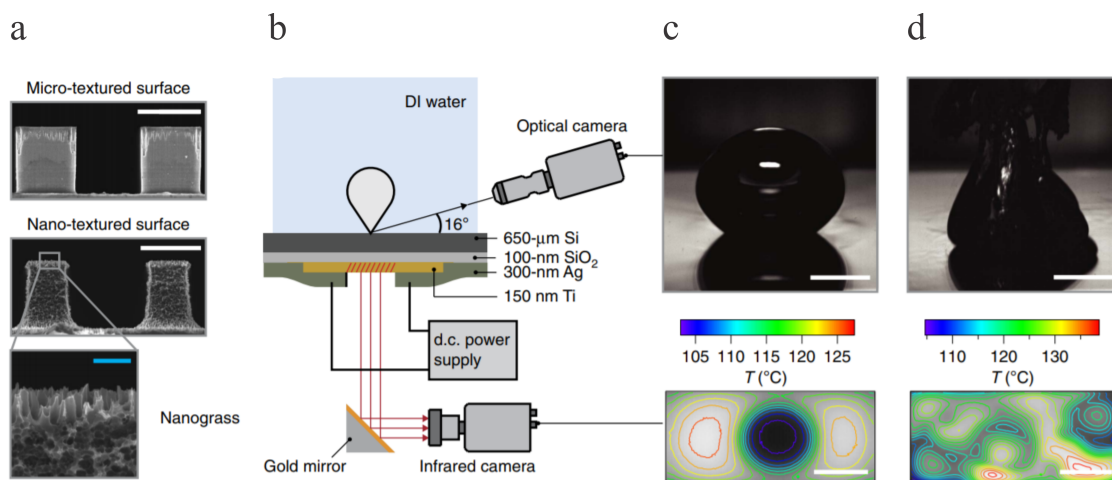 a
b
c
d
Micro-textured surface
Nano-textured surface
Nanograss
DI water
Optical camera
16°
650-μm Si
100-nm SiO₂
300-nm Ag
150 nm Ti
d.c. power
supply
Gold mirror
Infrared camera
105 110 115 120 125
T (°C)
110 120 130
T (°C)